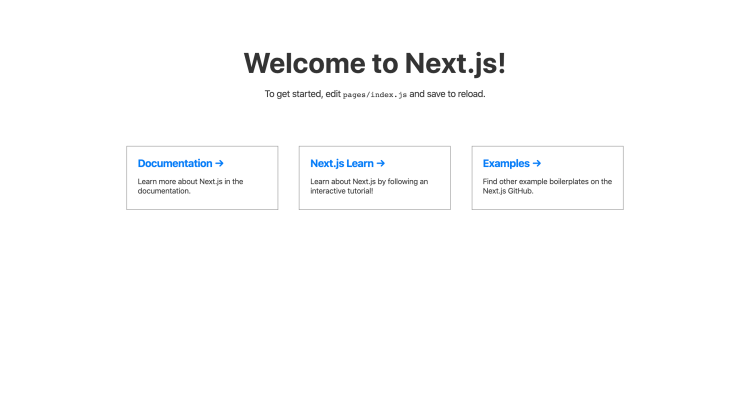 Welcome to Next.js!
To get started, edit pages/index.js and save to reload.
Documentation →
Learn more about Next.js in the
documentation.
Next.js Learn →
Learn about Next.js by following an
interactive tutorial!
Examples →
Find other example boilerplates on the
Next.js GitHub.